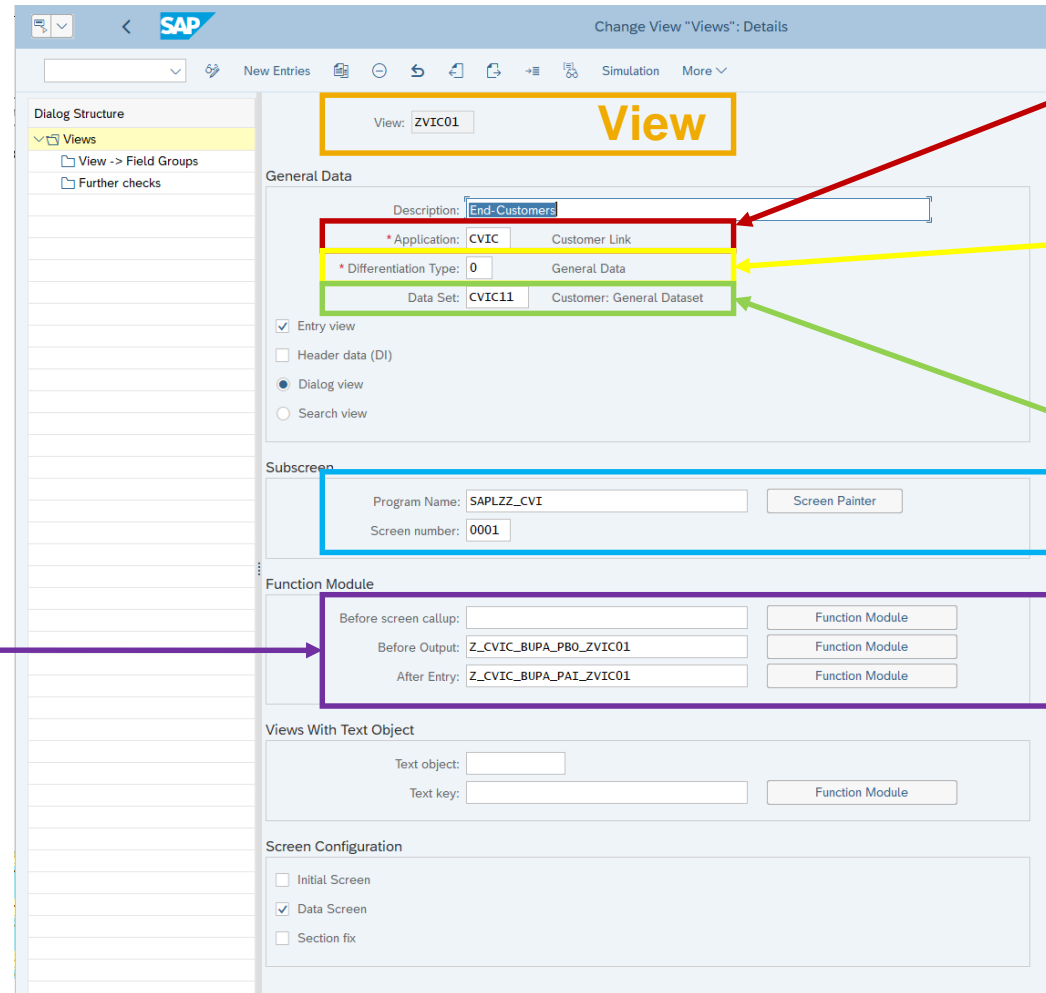 SAP
Change View "Views": Details
New Entries
Simulation
More
Dialog Structure
Views
View -> Field Groups
Further checks
View: ZVIC01
View
General Data
Description: End-Customers
* Application: CVIC Customer Link
* Differentiation Type: 0 General Data
Data Set: CVIC11 Customer: General Dataset
Entry view
Header data (DI)
Dialog view
Search view
Subscreen
Program Name: SAPLZZ_CVI Screen Painter
Screen number: 0001
Function Module
Before screen callup: Function Module
Before Output: Z_CVIC_BUPA_PBO_ZVIC01 Function Module
After Entry: Z_CVIC_BUPA_PAI_ZVIC01 Function Module
Views With Text Object
Text object:
Text key: Function Module
Screen Configuration
Initial Screen
Data Screen
Section fix